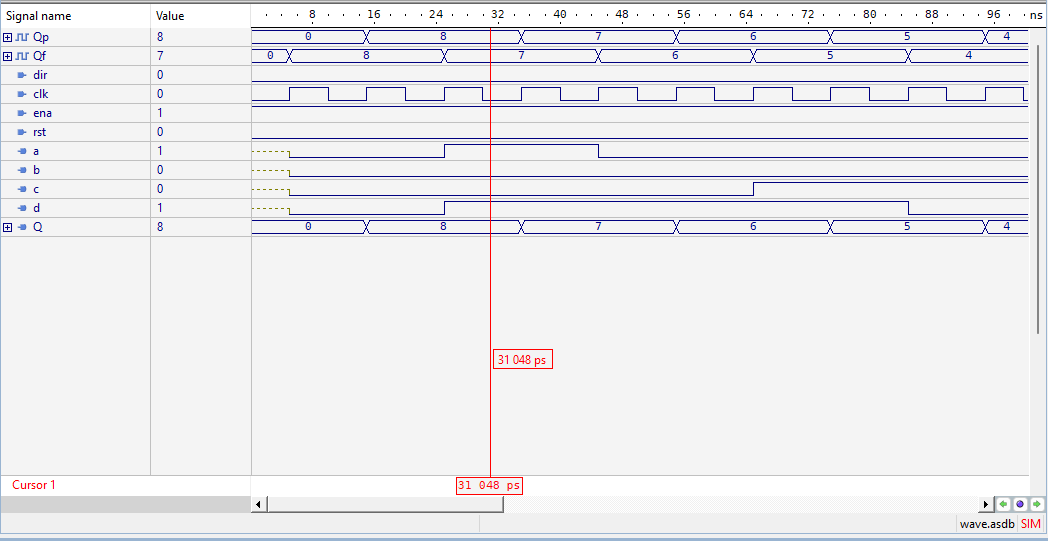 Signal name Value 8 16 24 32 40 48 56 64 72 80 88 96 ns
Qp 8 0 8 7 6 5 4
Qf 7 0 8 7 6 5 4
dir 0
clk 0
ena 1
rst 0
a 1
b 0
c 0
d 1
Q 8 0 8 7 6 5 4
31 048 ps
Cursor 1 31 048 ps
wave.asdb SIM